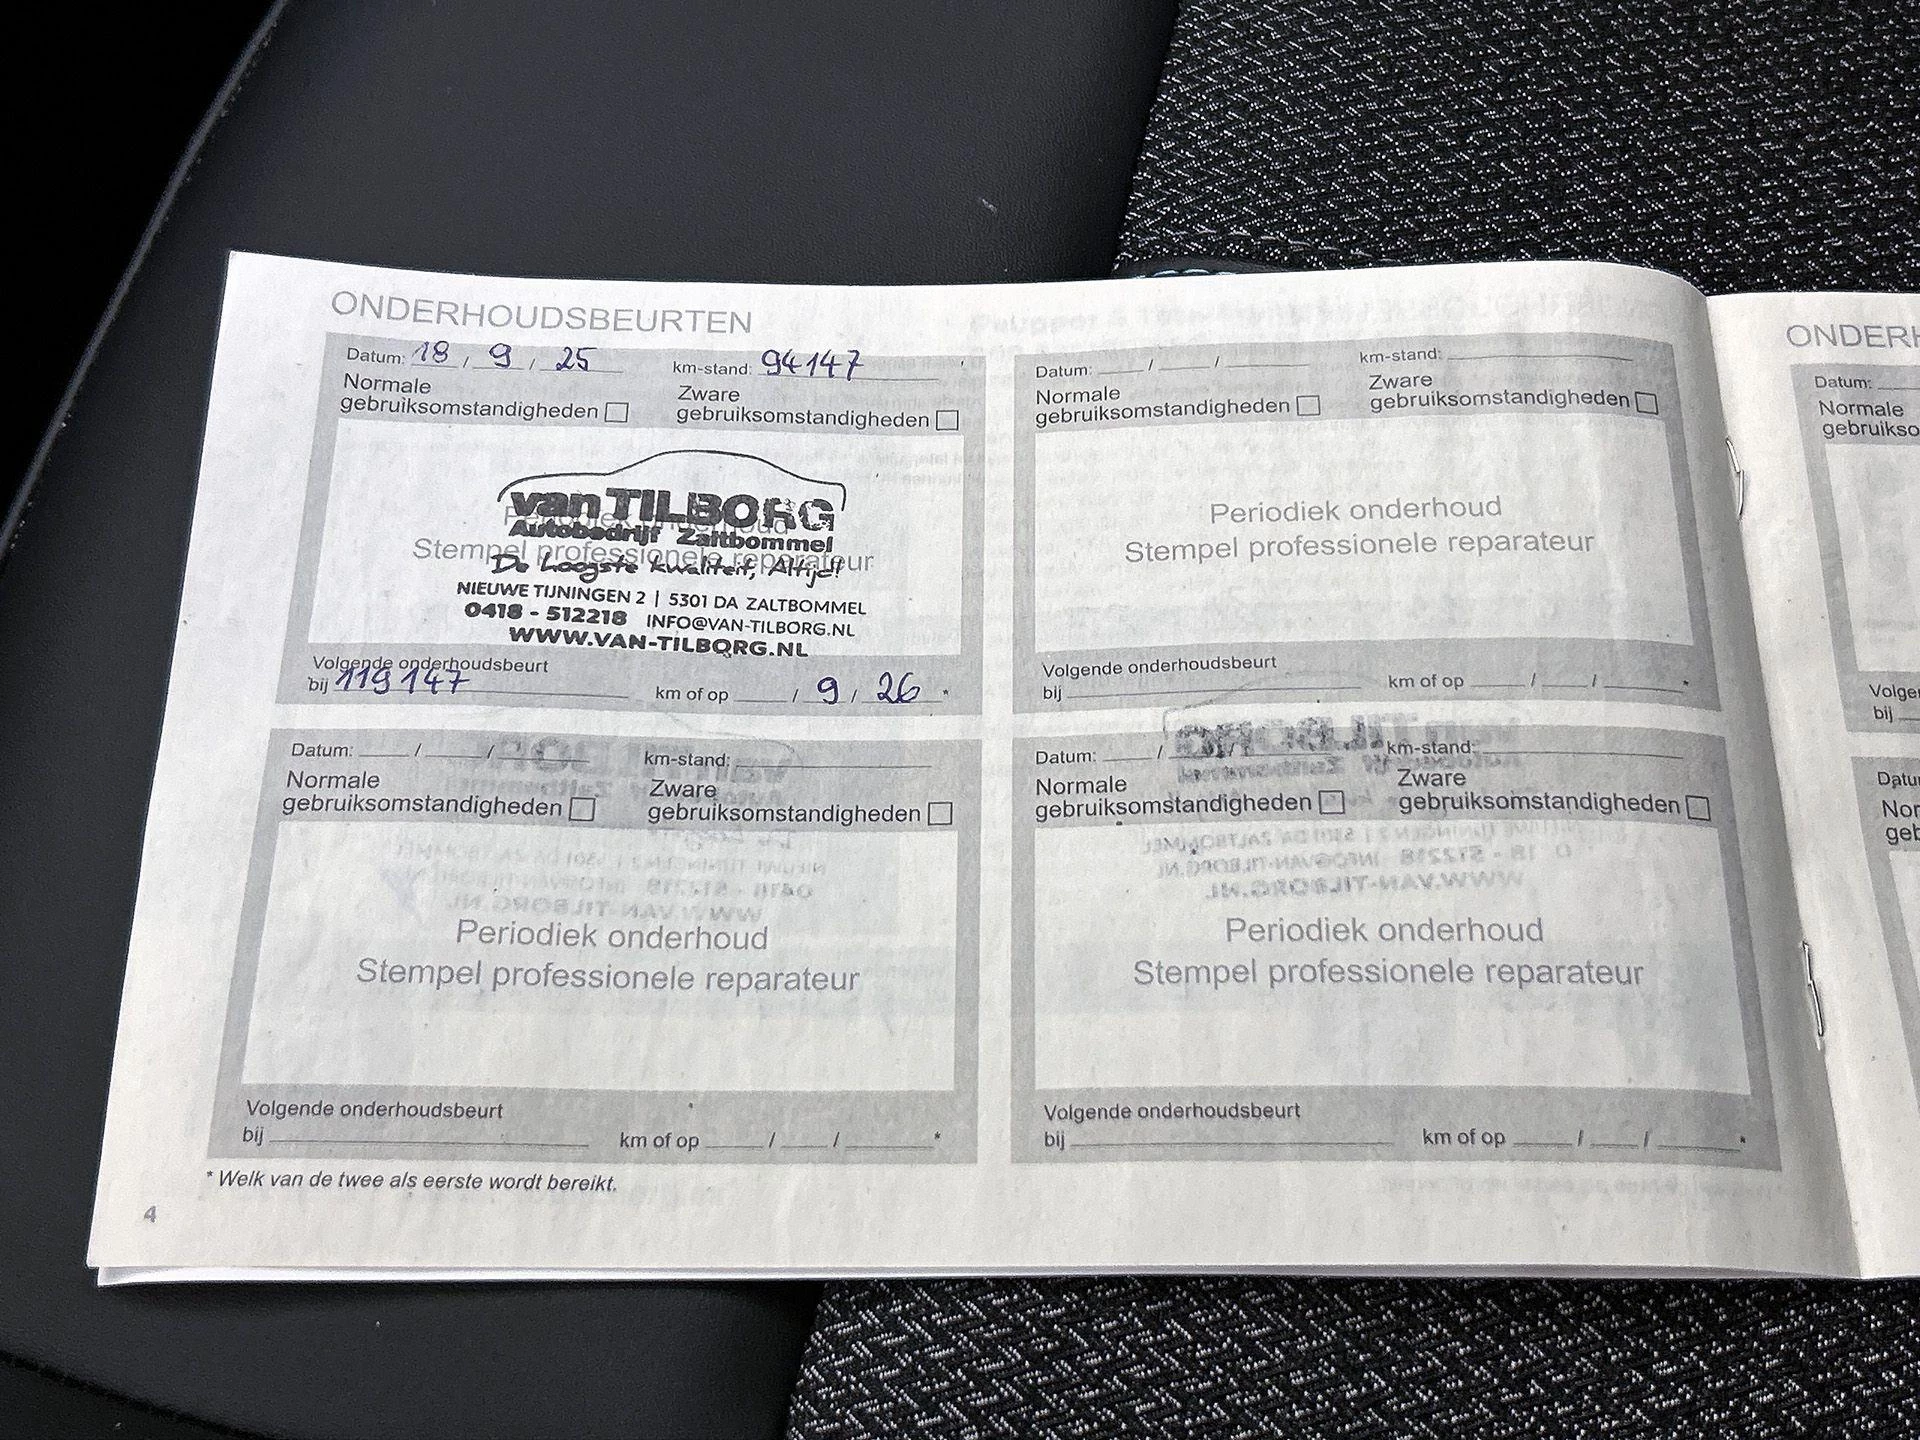 ONDERHOUDSBEURTEN
Datum: 18 / 9 / 25 km-stand: 94147
Normale gebruiksomstandigheden
Zware gebruiksomstandigheden
Periodiek onderhoud
Stempel professionele reparateur
van TILBORG
Autobedrijf Zaltbommel
De hoogste kwaliteit, Altijd!
NIEUWE TIJNINGEN 2 | 5301 DA ZALTBOMMEL
0418 - 512218 INFO@VAN-TILBORG.NL
WWW.VAN-TILBORG.NL
Volgende onderhoudsbeurt
bij 119147 km of op / 9 / 26 *
Datum: / / km-stand:
Normale gebruiksomstandigheden
Zware gebruiksomstandigheden
Periodiek onderhoud
Stempel professionele reparateur
Volgende onderhoudsbeurt
bij km of op / / *
Datum: / / km-stand:
Normale gebruiksomstandigheden
Zware gebruiksomstandigheden
Periodiek onderhoud
Stempel professionele reparateur
Volgende onderhoudsbeurt
bij km of op / / *
Datum: / / km-stand:
Normale gebruiksomstandigheden
Zware gebruiksomstandigheden
Periodiek onderhoud
Stempel professionele reparateur
Volgende onderhoudsbeurt
bij km of op / / *
* Welk van de twee als eerste wordt bereikt.
4
Datum:
Normale
bij